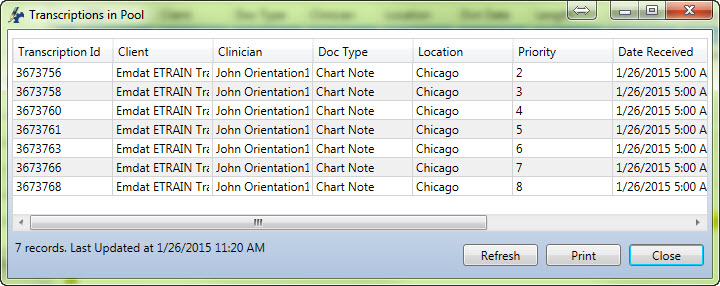 Transcriptions in Pool
Transcription Id Client Clinician Doc Type Location Priority Date Received
3673756 Emdat ETRAIN Tra John Orientation1 Chart Note Chicago 2 1/26/2015 5:00 A
3673758 Emdat ETRAIN Tra John Orientation1 Chart Note Chicago 3 1/26/2015 5:00 A
3673760 Emdat ETRAIN Tra John Orientation1 Chart Note Chicago 4 1/26/2015 5:00 A
3673761 Emdat ETRAIN Tra John Orientation1 Chart Note Chicago 5 1/26/2015 5:00 A
3673763 Emdat ETRAIN Tra John Orientation1 Chart Note Chicago 6 1/26/2015 5:00 A
3673766 Emdat ETRAIN Tra John Orientation1 Chart Note Chicago 7 1/26/2015 5:00 A
3673768 Emdat ETRAIN Tra John Orientation1 Chart Note Chicago 8 1/26/2015 5:00 A
7 records. Last Updated at 1/26/2015 11:20 AM
Refresh Print Close